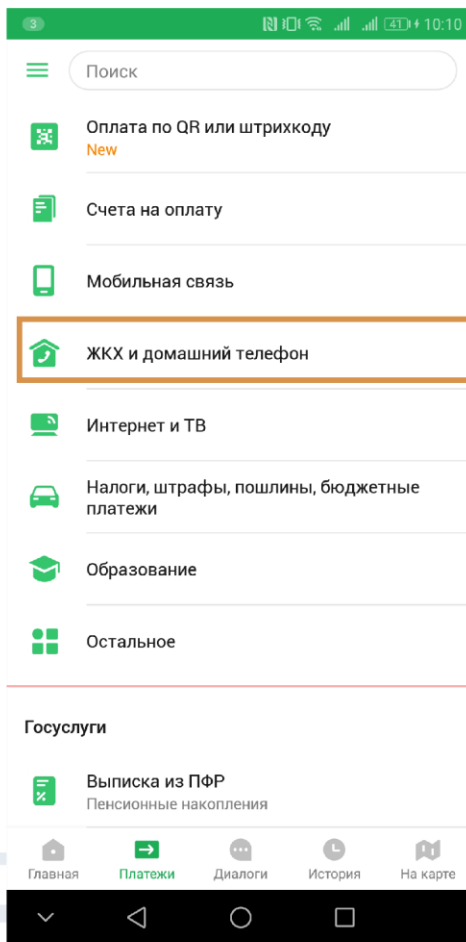 3 41 10:10
Поиск
Оплата по QR или штрихкоду
New
Счета на оплату
Мобильная связь
ЖКХ и домашний телефон
Интернет и ТВ
Налоги, штрафы, пошлины, бюджетные
платежи
Образование
Остальное
Госуслуги
Выписка из ПФР
Пенсионные накопления
Главная Платежи Диалоги История На карте